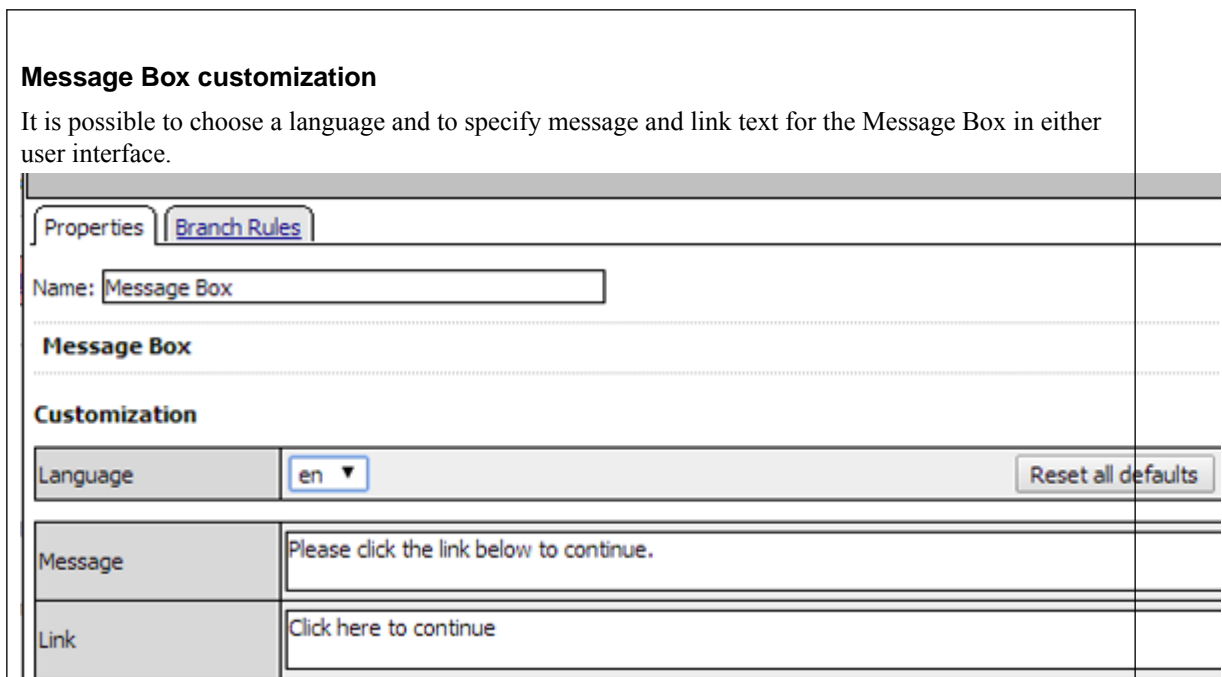 Message Box customization
It is possible to choose a language and to specify message and link text for the Message Box in either
user interface.
Properties Branch Rules
Name: Message Box
Message Box
Customization
Language en Reset all defaults
Message Please click the link below to continue.
Link Click here to continue